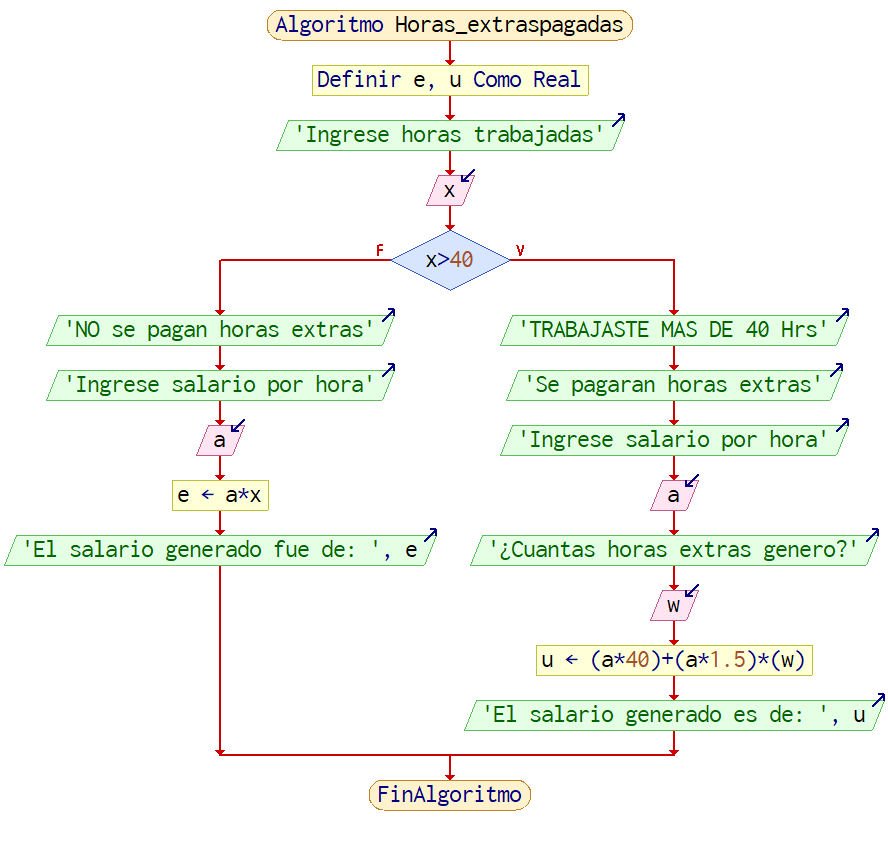 Algoritmo Horas_extraspagadas
Definir e, u Como Real
'Ingrese horas trabajadas'
x
x>40
F
V
'NO se pagan horas extras'
'Ingrese salario por hora'
a
e ← a*x
'El salario generado fue de: ', e
'TRABAJASTE MAS DE 40 Hrs'
'Se pagaran horas extras'
'Ingrese salario por hora'
a
'¿Cuantas horas extras genero?'
w
u ← (a*40)+(a*1.5)*(w)
'El salario generado es de: ', u
FinAlgoritmo